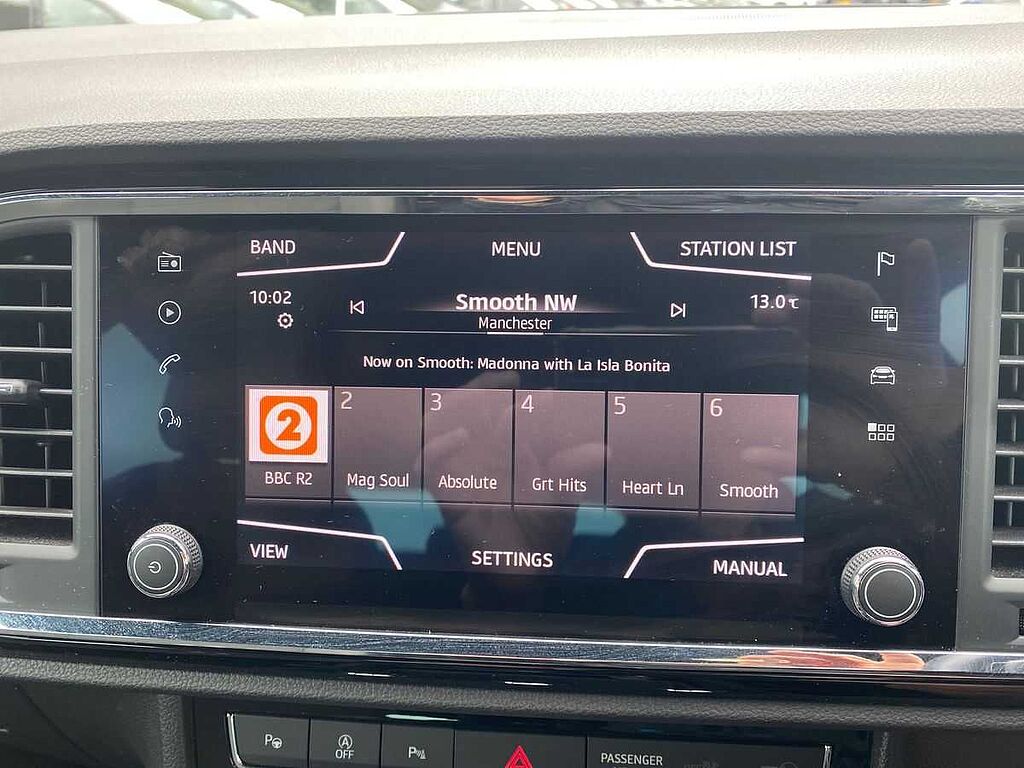 BAND
MENU
STATION LIST
10:02
Smooth NW
13.0 °C
Manchester
Now on Smooth: Madonna with La Isla Bonita
2
2
3
4
5
6
BBC R2
Mag Soul
Absolute
Grt Hits
Heart Ln
Smooth
VIEW
SETTINGS
MANUAL
P
A
OFF
P
PASSENGER